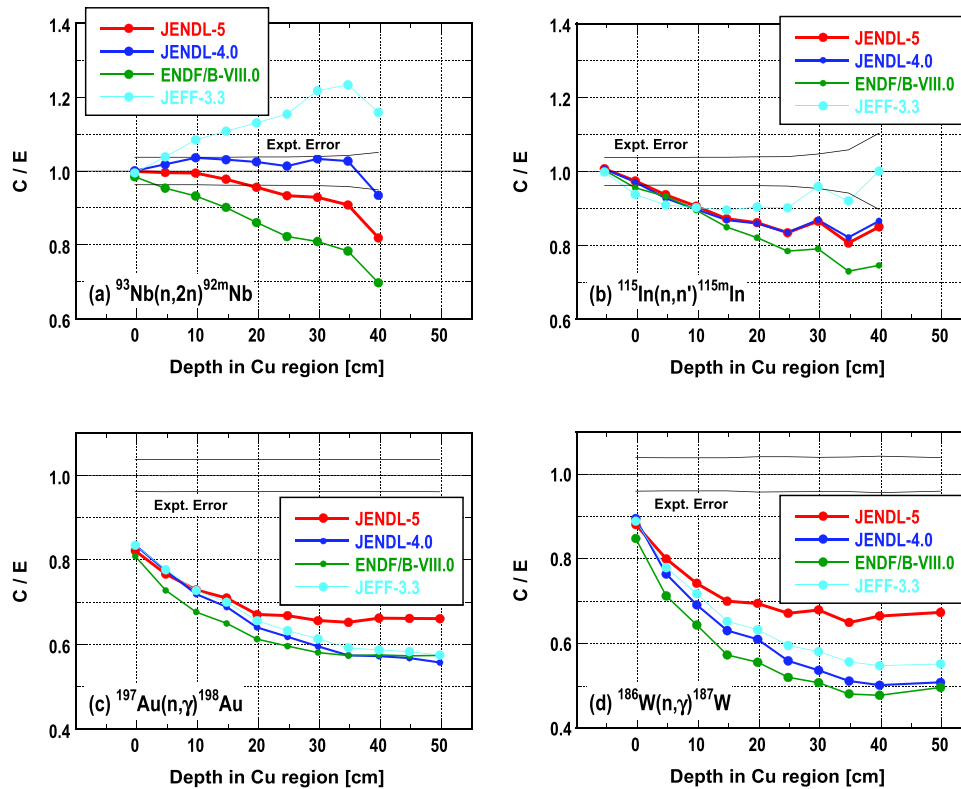 1.4
1.2
1.0
0.8
0.6
C / E
JENDL-5
JENDL-4.0
ENDF/B-VIII.0
JEFF-3.3
Expt. Error
(a) ⁹³Nb(n,2n)⁹²ᵐNb
0 10 20 30 40 50
Depth in Cu region [cm]
1.4
1.2
1.0
0.8
0.6
C / E
JENDL-5
JENDL-4.0
ENDF/B-VIII.0
JEFF-3.3
Expt. Error
(b) ¹¹⁵In(n,n')¹¹⁵ᵐIn
0 10 20 30 40 50
Depth in Cu region [cm]
1.0
0.8
0.6
0.4
C / E
Expt. Error
JENDL-5
JENDL-4.0
ENDF/B-VIII.0
JEFF-3.3
(c) ¹⁹⁷Au(n,γ)¹⁹⁸Au
0 10 20 30 40 50
Depth in Cu region [cm]
1.0
0.8
0.6
0.4
C / E
Expt. Error
JENDL-5
JENDL-4.0
ENDF/B-VIII.0
JEFF-3.3
(d) ¹⁸⁶W(n,γ)¹⁸⁷W
0 10 20 30 40 50
Depth in Cu region [cm]